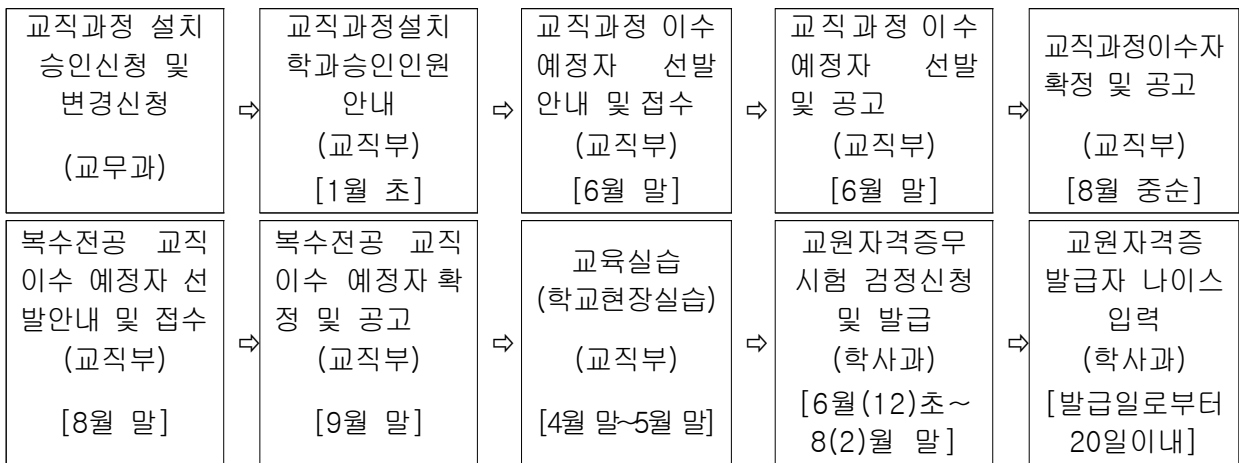 교직과정 설치
승인신청 및
변경신청
(교무과)
⇨
교직과정설치
학과승인인원
안내
(교직부)
[1월 초]
⇨
교직과정 이수
예정자 선발
안내 및 접수
(교직부)
[6월 말]
⇨
교직과정 이수
예정자 선발
및 공고
(교직부)
[6월 말]
⇨
교직과정이수자
확정 및 공고
(교직부)
[8월 중순]
복수전공 교직
이수 예정자 선
발안내 및 접수
(교직부)
[8월 말]
⇨
복수전공 교직
이수 예정자 확
정 및 공고
(교직부)
[9월 말]
⇨
교육실습
(학교현장실습)
(교직부)
[4월 말~5월 말]
⇨
교원자격증무
시험 검정신청
및 발급
(학사과)
[6월(12)초~
8(2)월 말]
⇨
교원자격증
발급자 나이스
입력
(학사과)
[발급일로부터
20일이내]